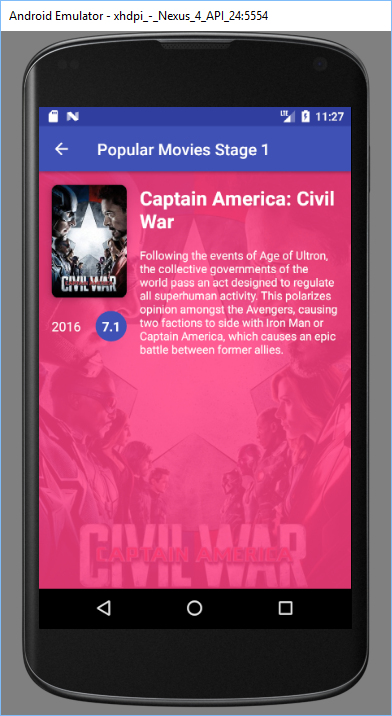 Android Emulator - xhdpi_-_Nexus_4_API_24:5554
LTE 11:27
Popular Movies Stage 1
Captain America: Civil
War
CIVIL WAR
Following the events of Age of Ultron,
the collective governments of the
world pass an act designed to regulate
all superhuman activity. This polarizes
opinion amongst the Avengers, causing
two factions to side with Iron Man or
Captain America, which causes an epic
battle between former allies.
2016 7.1
CIVIL WAR
CAPTAIN AMERICA